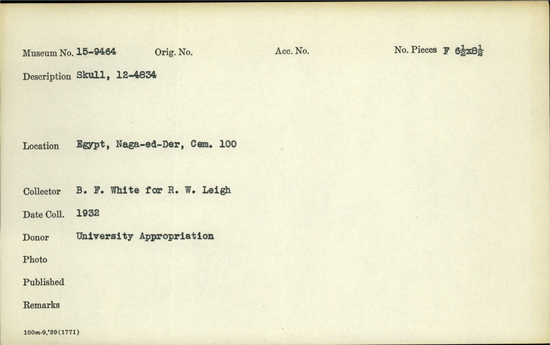 Museum No. 15-9464 Orig. No. Acc. No. No. Pieces F 6½x8½
Description Skull, 12-4834
Location Egypt, Naga-ed-Der, Cem. 100
Collector B. F. White for R. W. Leigh
Date Coll. 1932
Donor University Appropriation
Photo
Published
Remarks
100m-9,'39(1771)